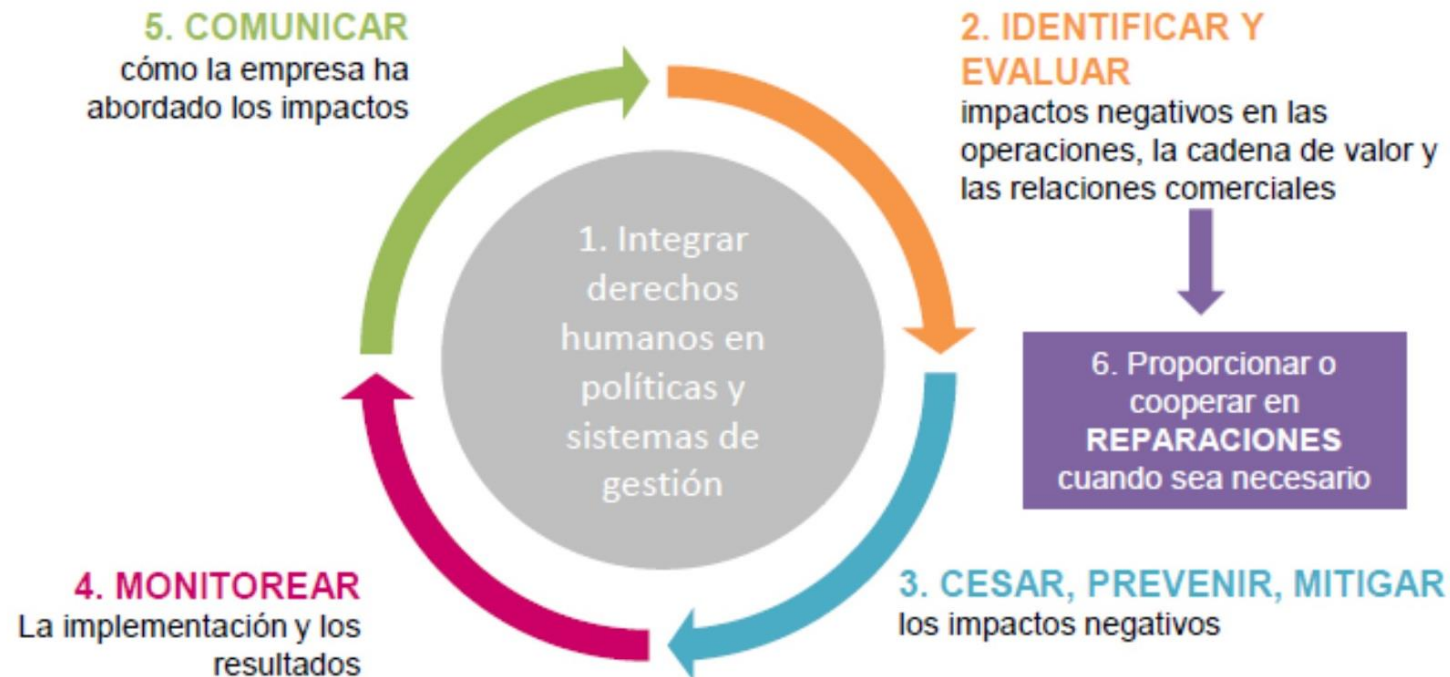 5. COMUNICAR
cómo la empresa ha
abordado los impactos
2. IDENTIFICAR Y
EVALUAR
impactos negativos en las
operaciones, la cadena de valor y
las relaciones comerciales
1. Integrar
derechos
humanos en
políticas y
sistemas de
gestión
6. Proporcionar o
cooperar en
REPARACIONES
cuando sea necesario
4. MONITOREAR
La implementación y los
resultados
3. CESAR, PREVENIR, MITIGAR
los impactos negativos